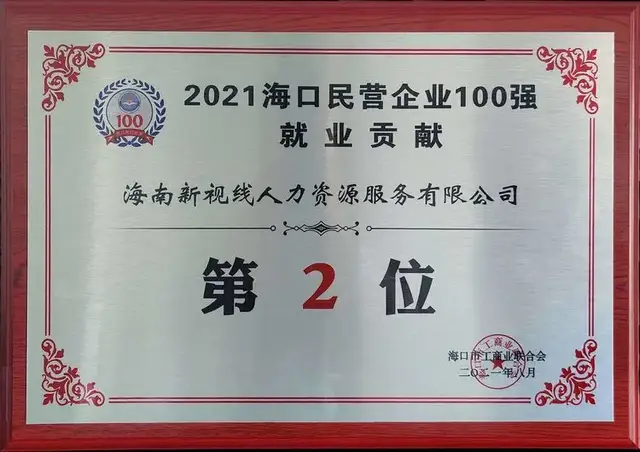 100
2021海口民营企业100强
就业贡献
海南新视线人力资源服务有限公司
第2位
海口市工商业联合会
二〇二一年八月